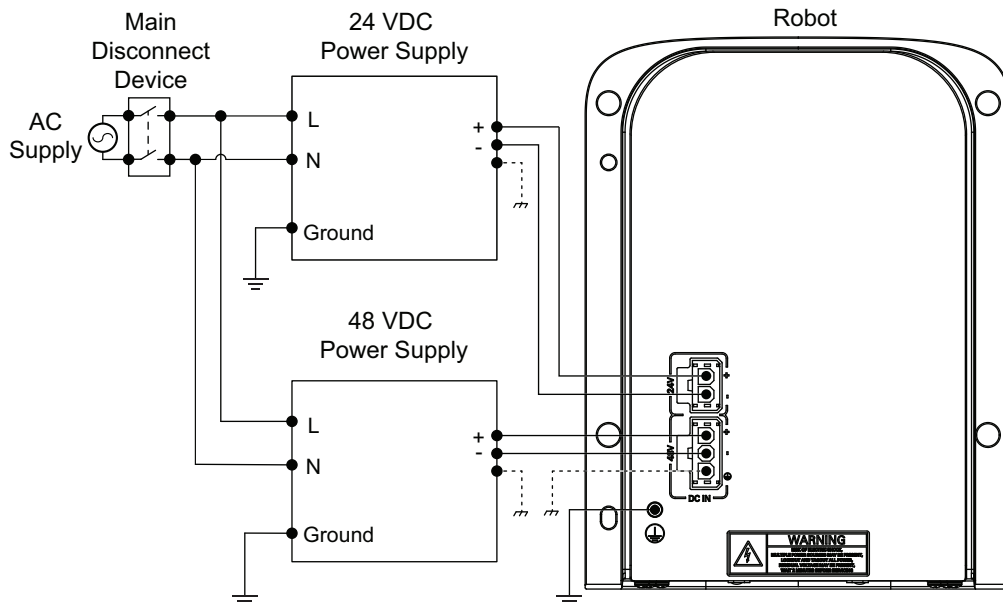 Main
Disconnect
Device
24 VDC
Power Supply
Robot
AC
Supply
L
N
Ground
+
-
48 VDC
Power Supply
L
N
Ground
+
-
24V
+
-
48V
+
-
DC IN
WARNING